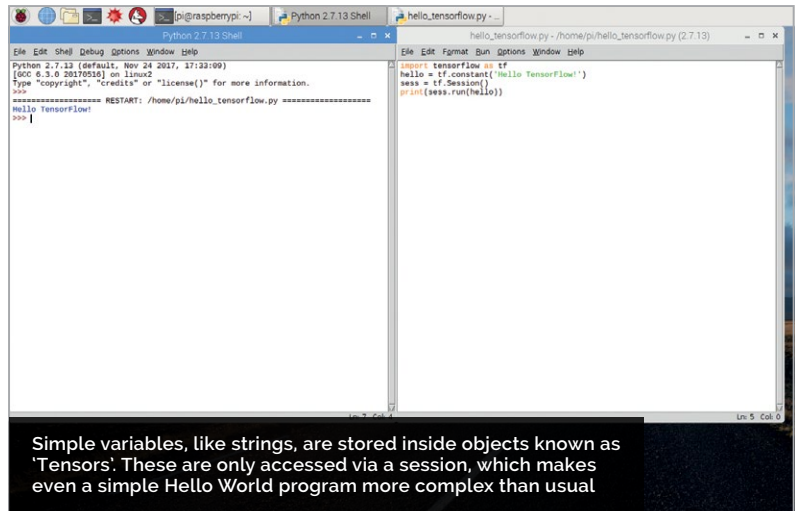 [pi@raspberrypi: ~]
Python 2.7.13 Shell
hello_tensorflow.py - ...
Python 2.7.13 Shell
File Edit Shell Debug Options Window Help
Python 2.7.13 (default, Nov 24 2017, 17:33:09)
[GCC 6.3.0 20170516] on linux2
Type "copyright", "credits" or "license()" for more information.
>>>
=================== RESTART: /home/pi/hello_tensorflow.py ===================
Hello TensorFlow!
>>>
Ln: 7 Col: 4
hello_tensorflow.py - /home/pi/hello_tensorflow.py (2.7.13)
File Edit Format Run Options Window Help
import tensorflow as tf
hello = tf.constant('Hello TensorFlow!')
sess = tf.Session()
print(sess.run(hello))
Ln: 5 Col: 0
Simple variables, like strings, are stored inside objects known as
‘Tensors’. These are only accessed via a session, which makes
even a simple Hello World program more complex than usual